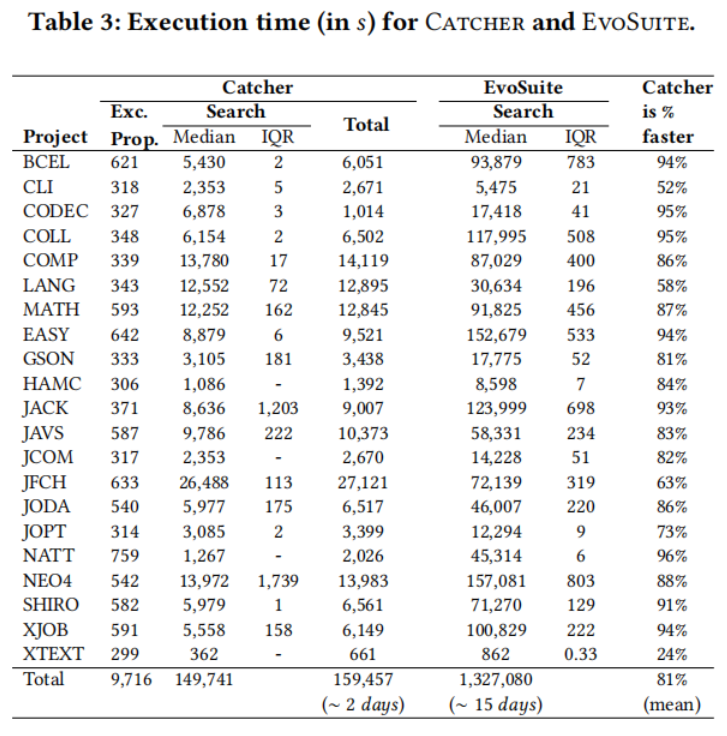 Table 3: Execution time (in s) for CATCHER and EVOSUITE.
Catcher EvoSuite Catcher
Exc. Search Search is %
Project Prop. Median IQR Total Median IQR faster
BCEL 621 5,430 2 6,051 93,879 783 94%
CLI 318 2,353 5 2,671 5,475 21 52%
CODEC 327 6,878 3 1,014 17,418 41 95%
COLL 348 6,154 2 6,502 117,995 508 95%
COMP 339 13,780 17 14,119 87,029 400 86%
LANG 343 12,552 72 12,895 30,634 196 58%
MATH 593 12,252 162 12,845 91,825 456 87%
EASY 642 8,879 6 9,521 152,679 533 94%
GSON 333 3,105 181 3,438 17,775 52 81%
HAMC 306 1,086 - 1,392 8,598 7 84%
JACK 371 8,636 1,203 9,007 123,999 698 93%
JAVS 587 9,786 222 10,373 58,331 234 83%
JCOM 317 2,353 - 2,670 14,228 51 82%
JFCH 633 26,488 113 27,121 72,139 319 63%
JODA 540 5,977 175 6,517 46,007 220 86%
JOPT 314 3,085 2 3,399 12,294 9 73%
NATT 759 1,267 - 2,026 45,314 6 96%
NEO4 542 13,972 1,739 13,983 157,081 803 88%
SHIRO 582 5,979 1 6,561 71,270 129 91%
XJOB 591 5,558 158 6,149 100,829 222 94%
XTEXT 299 362 - 661 862 0.33 24%
Total 9,716 149,741 159,457 1,327,080 81%
(~ 2 days) (~ 15 days) (mean)